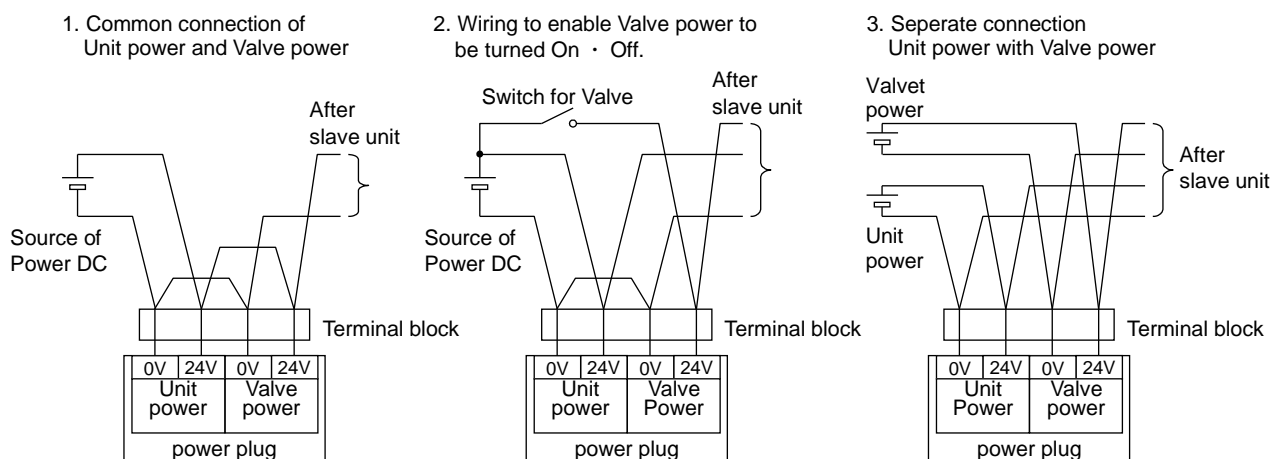 1. Common connection of
Unit power and Valve power
After
slave unit
Source of
Power DC
Terminal block
0V 24V 0V 24V
Unit
power
Valve
power
power plug
2. Wiring to enable Valve power to
be turned On · Off.
Switch for Valve
After
slave unit
Source of
Power DC
Terminal block
0V 24V 0V 24V
Unit
power
Valve
Power
power plug
3. Seperate connection
Unit power with Valve power
Valvet
power
After
slave unit
Unit
power
Terminal block
0V 24V 0V 24V
Unit
Power
Valve
power
power plug